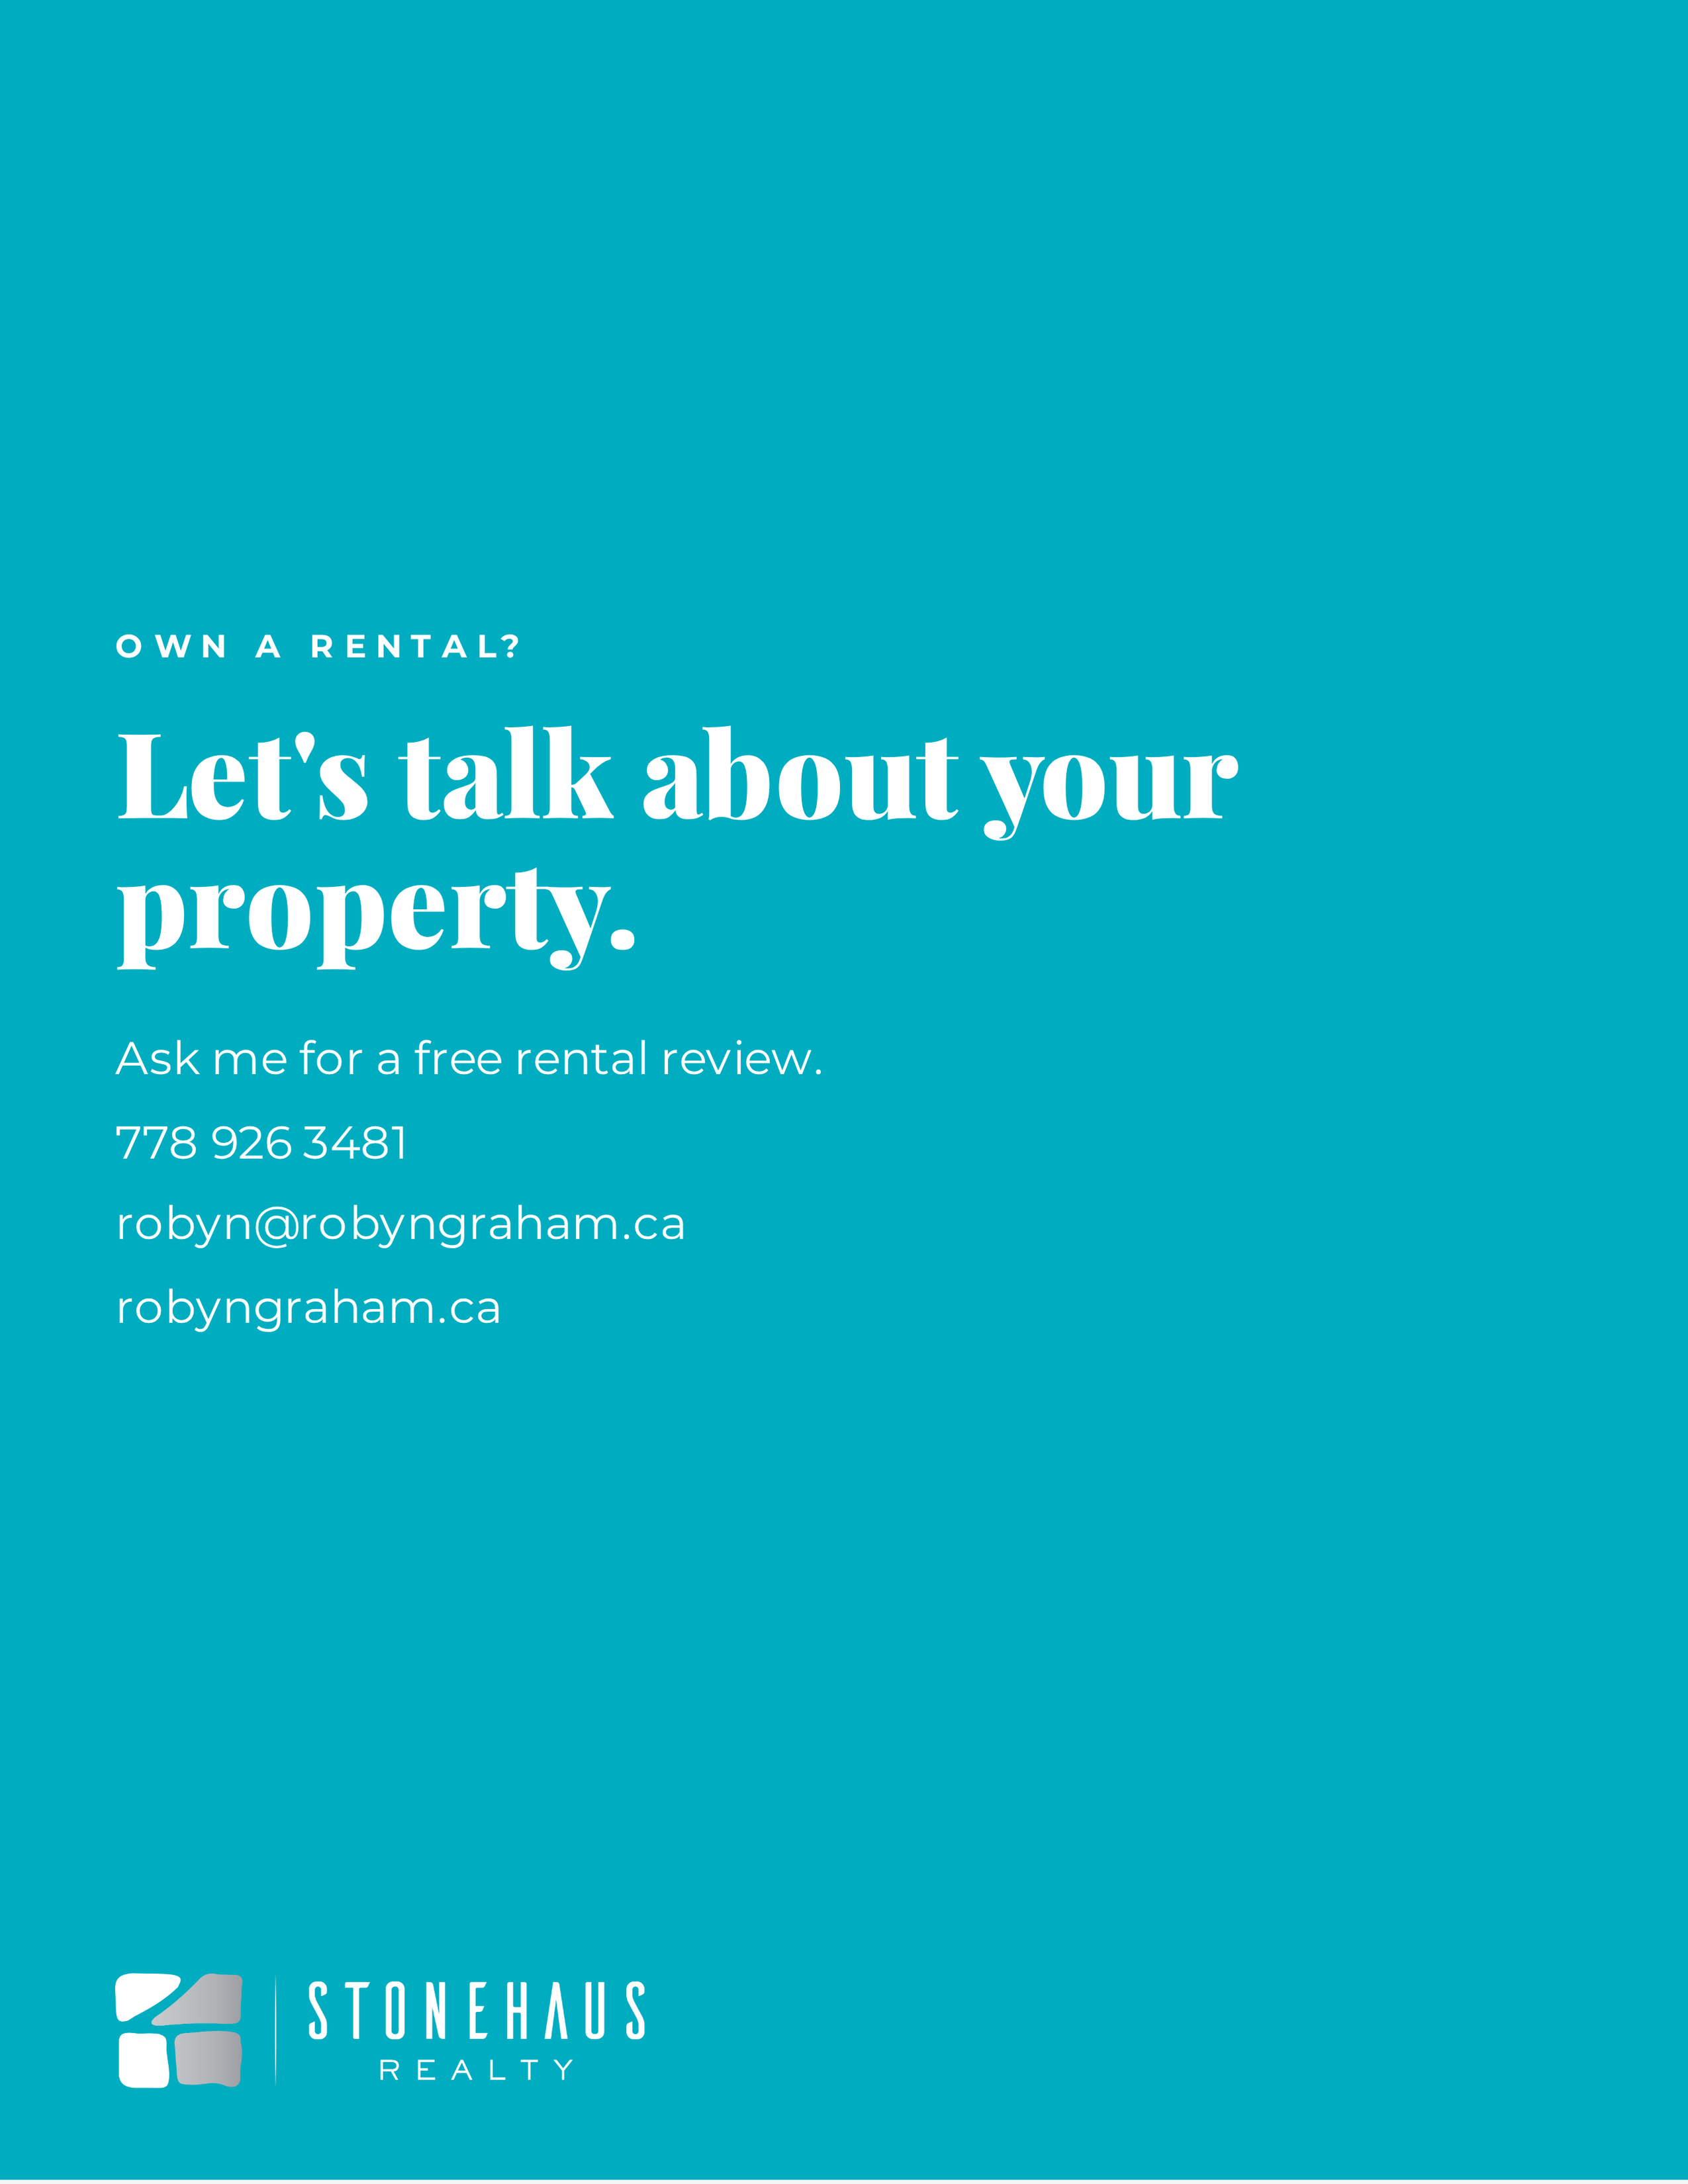 OWN A RENTAL?
Let's talk about your
property.
Ask me for a free rental review.
778 926 3481
robyn@robyngraham.ca
robyngraham.ca
STONEHAUS
REALTY